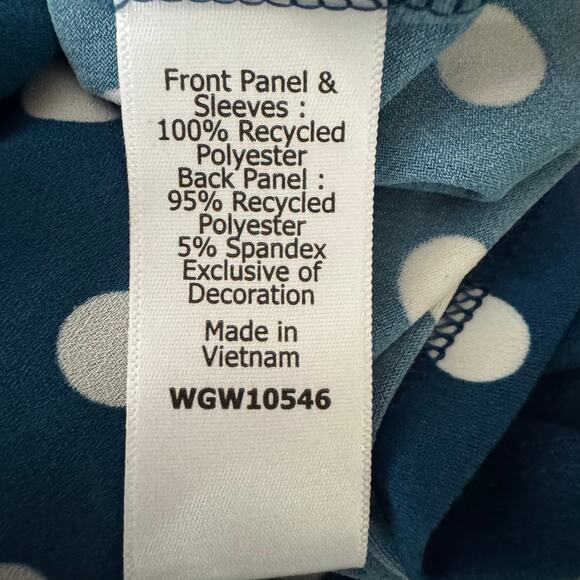 Front Panel &
Sleeves :
100% Recycled
Polyester
Back Panel :
95% Recycled
Polyester
5% Spandex
Exclusive of
Decoration
Made in
Vietnam
WGW10546